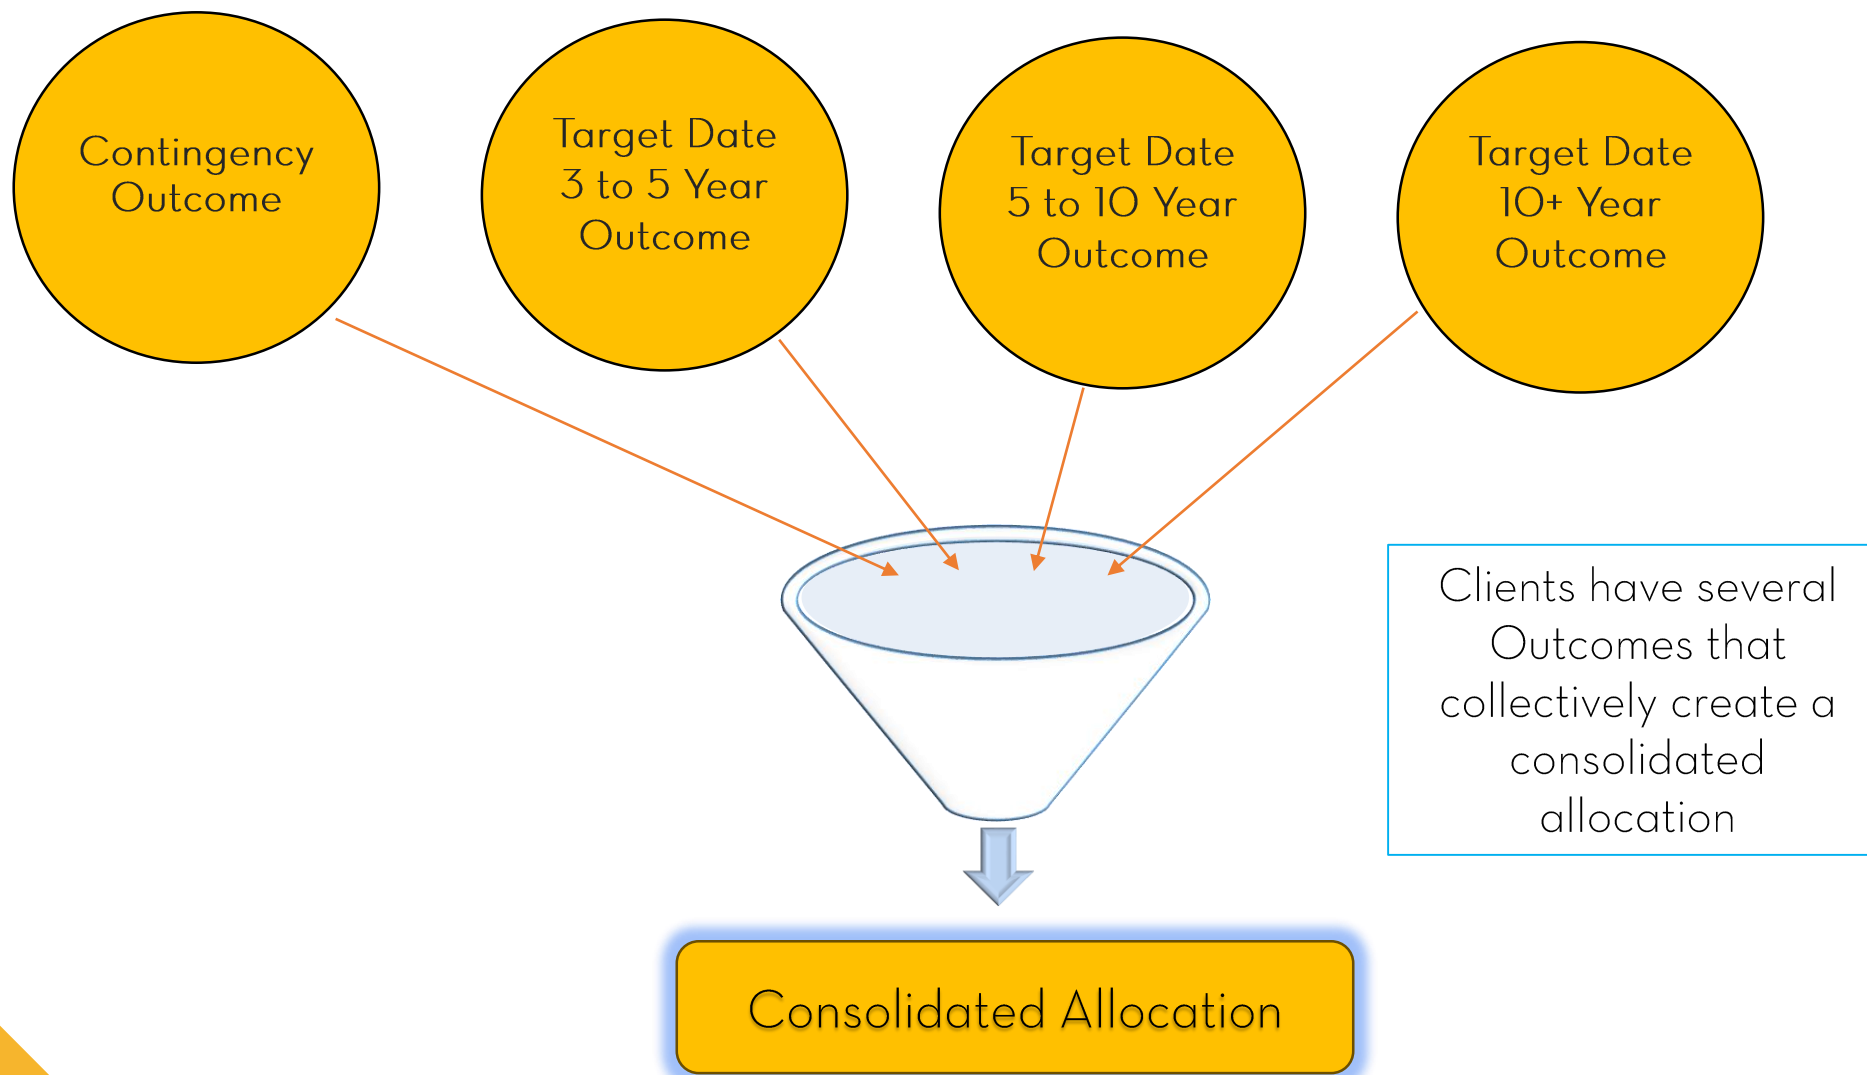 Contingency
Outcome
Target Date
3 to 5 Year
Outcome
Target Date
5 to 10 Year
Outcome
Target Date
10+ Year
Outcome
Clients have several
Outcomes that
collectively create a
consolidated
allocation
Consolidated Allocation